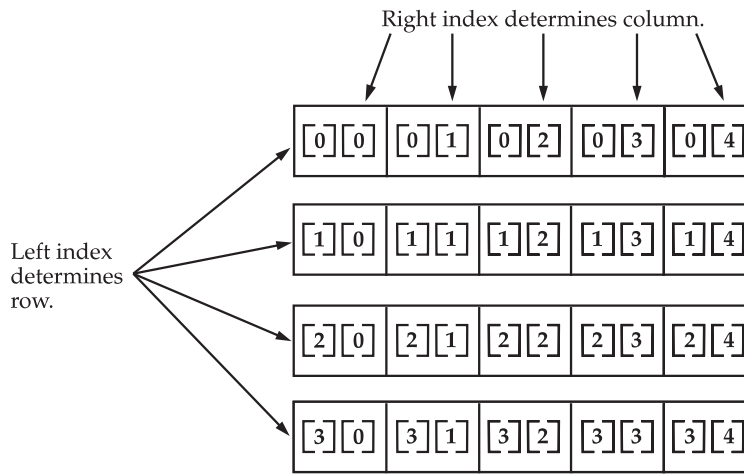 Right index determines column.
[0][0] [0][1] [0][2] [0][3] [0][4]
[1][0] [1][1] [1][2] [1][3] [1][4]
Left index
determines
row.
[2][0] [2][1] [2][2] [2][3] [2][4]
[3][0] [3][1] [3][2] [3][3] [3][4]